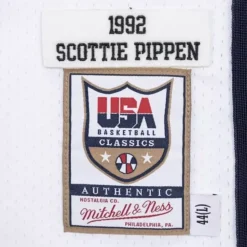 1992
SCOTTIE PIPPEN
USA
BASKETBALL
CLASSICS
AUTHENTIC
NOSTALGIA CO.
Mitchell & Ness
PHILADELPHIA, PA.
44/L